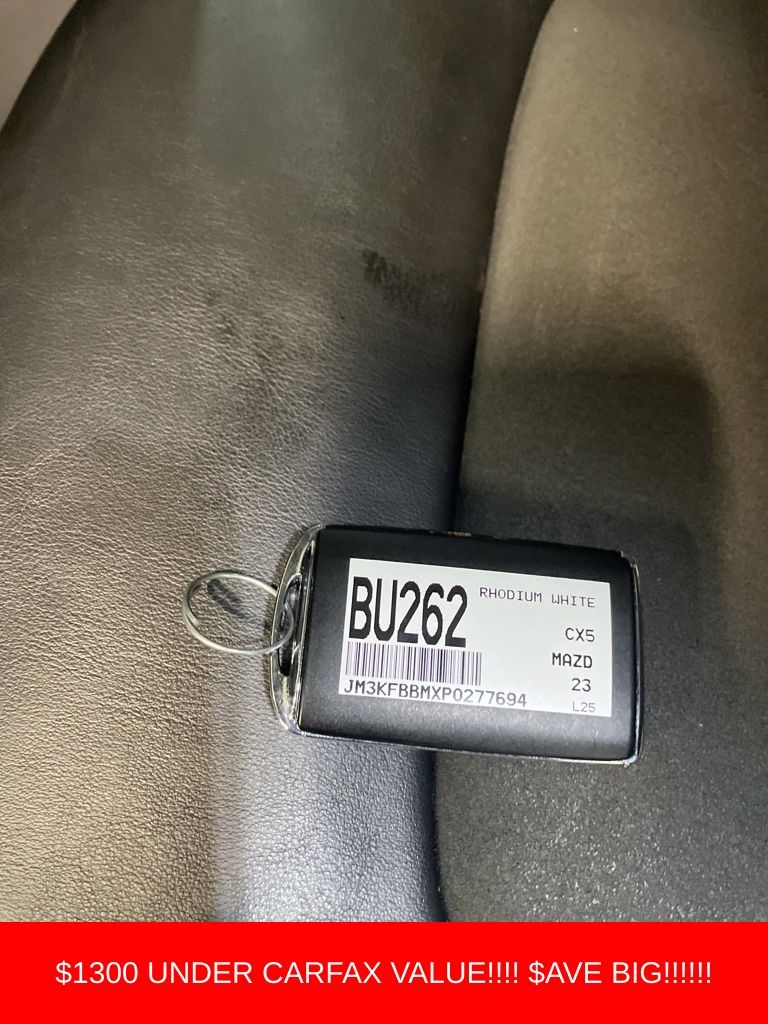 BU262
RHODIUM WHITE
CX5
MAZD
JM3KFBBMXP0277694
23
L25
$1300 UNDER CARFAX VALUE!!!! $AVE BIG!!!!!!